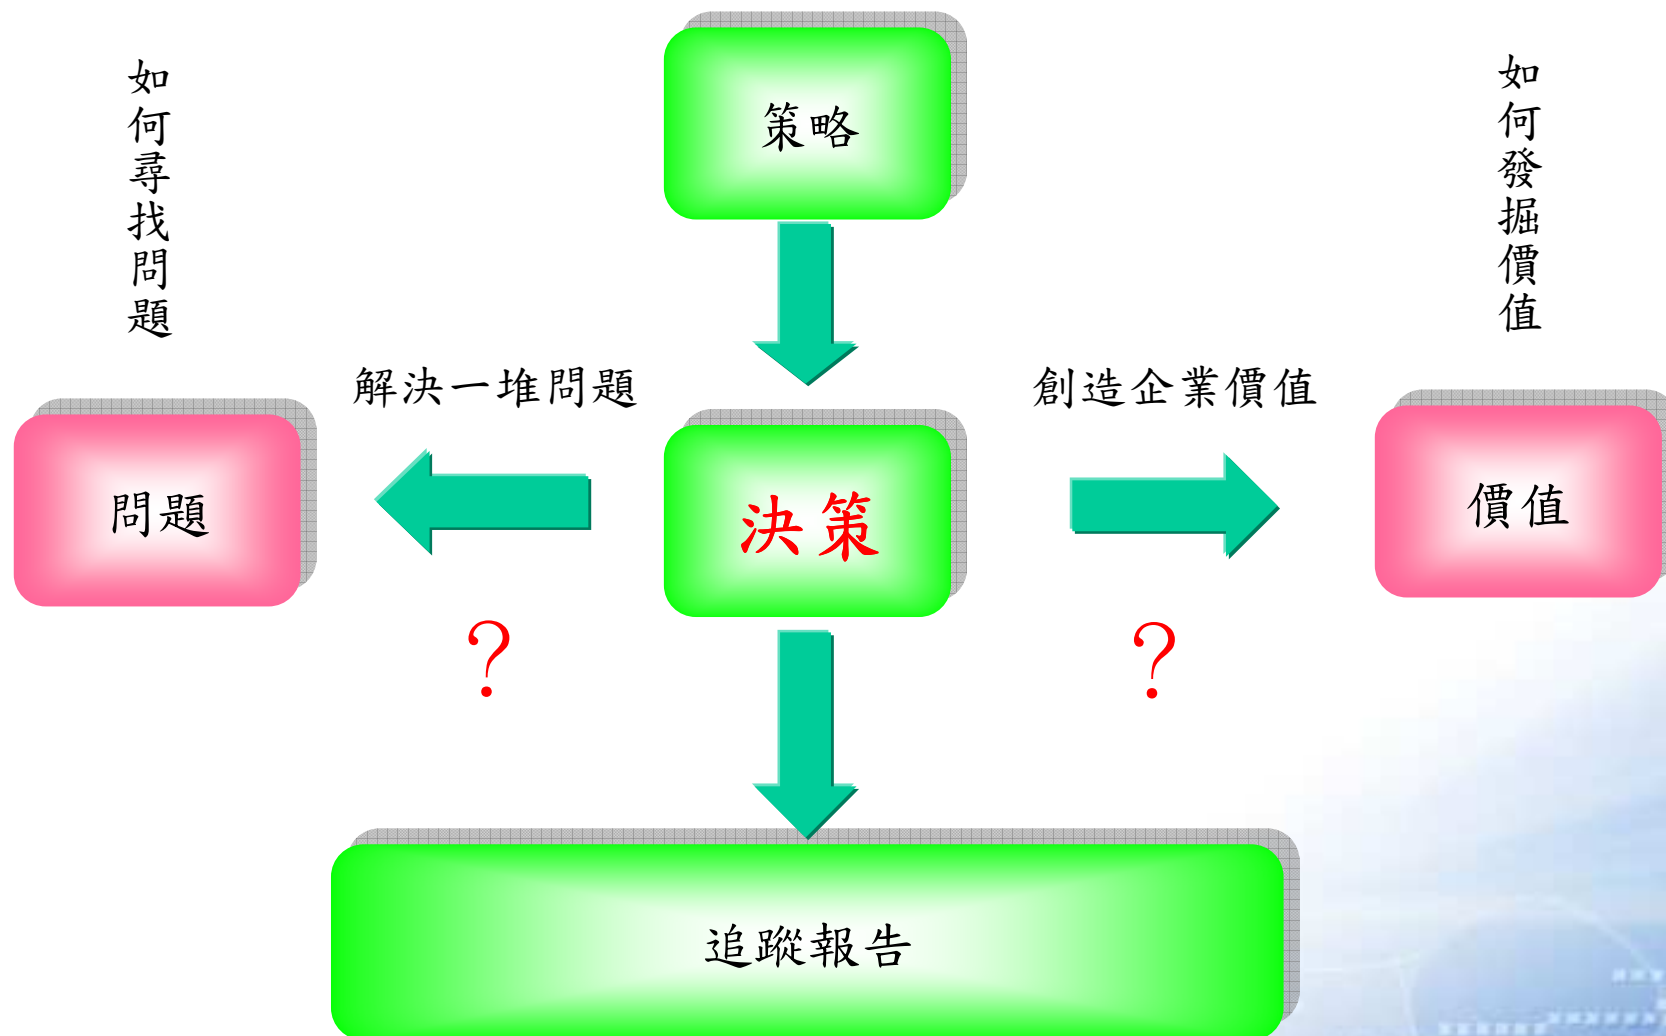 如何尋找問題
策略
如何發掘價值
解決一堆問題
創造企業價值
問題
決策
價值
？
？
追蹤報告